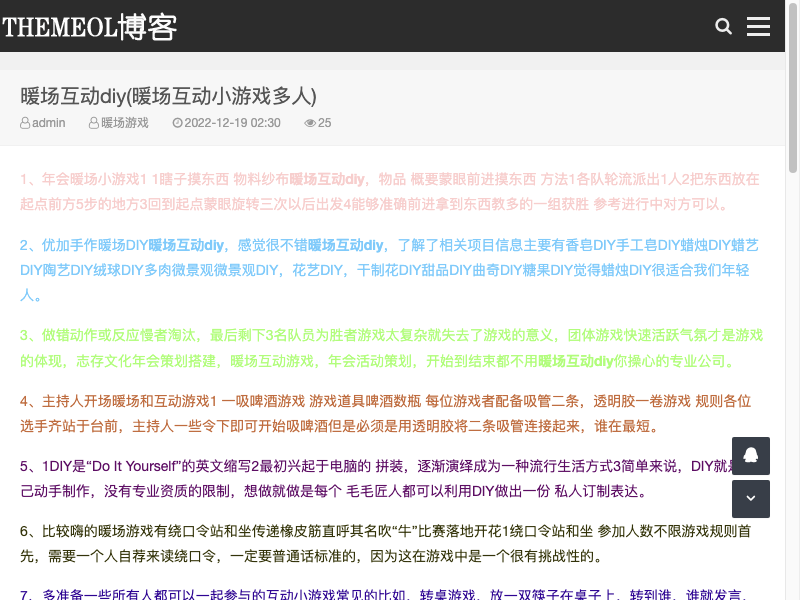 THEMEOL博客
暖场互动diy(暖场互动小游戏多人)
admin 暖场游戏 2022-12-19 02:30 25
1、年会暖场小游戏1 1瞎子摸东西 物料纱布暖场互动diy，物品 概要蒙眼前进摸东西 方法1各队轮流派出1人2把东西放在
起点前方5步的地方3回到起点蒙眼旋转三次以后出发4能够准确前进拿到东西教多的一组获胜 参考进行中对方可以。
2、优加手作暖场DIY暖场互动diy，感觉很不错暖场互动diy，了解了相关项目信息主要有香皂DIY手工皂DIY蜡烛DIY蜡艺
DIY陶艺DIY绒球DIY多肉微景观微景观DIY，花艺DIY，干制花DIY甜品DIY曲奇DIY糖果DIY觉得蜡烛DIY很适合我们年轻
人。
3、做错动作或反应慢者淘汰，最后剩下3名队员为胜者游戏太复杂就失去了游戏的意义，团体游戏快速活跃气氛才是游戏
的体现，志存文化年会策划搭建，暖场互动游戏，年会活动策划，开始到结束都不用暖场互动diy你操心的专业公司。
4、主持人开场暖场和互动游戏1 一吸啤酒游戏 游戏道具啤酒数瓶 每位游戏者配备吸管二条，透明胶一卷游戏 规则各位
选手齐站于台前，主持人一些令下即可开始吸啤酒但是必须是用透明胶将二条吸管连接起来，谁在最短。
5、1DIY是“Do It Yourself”的英文缩写2最初兴起于电脑的 拼装，逐渐演绎成为一种流行生活方式3简单来说，DIY就是
己动手制作，没有专业资质的限制，想做就做是每个 毛毛匠人都可以利用DIY做出一份 私人订制表达。
6、比较嗨的暖场游戏有绕口令站和坐传递橡皮筋直呼其名吹“牛”比赛落地开花1绕口令站和坐 参加人数不限游戏规则首
先，需要一个人自荐来读绕口令，一定要普通话标准的，因为这在游戏中是一个很有挑战性的。
7、多准备一些所有人都可以一起参与的互动小游戏常见的比如，转桌游戏，放一双筷子在桌子上，转到谁，谁就发言，